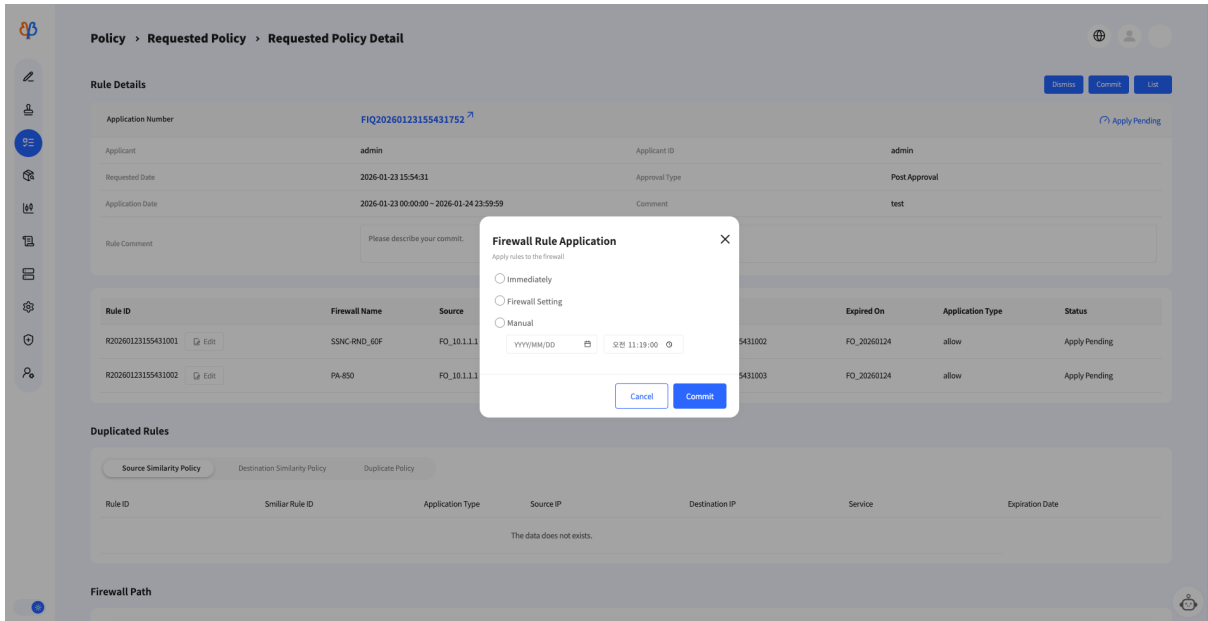 Policy > Requested Policy > Requested Policy Detail
Rule Details
Dismiss Commit List
Application Number FIQ20260123155431752 Apply Pending
Applicant admin Applicant ID admin
Requested Date 2026-01-23 15:54:31 Approval Type Post Approval
Application Date 2026-01-23 00:00:00 ~ 2026-01-24 23:59:59 Comment test
Rule Comment Please describe your commit.
Firewall Rule Application
Apply rules to the firewall
Immediately
Firewall Setting
Manual
YYYY/MM/DD 오전 11:19:00
Cancel Commit
Rule ID Firewall Name Source Expired On Application Type Status
R20260123155431001 Edit SSNC-RND_60F FO_10.1.1.1 5431002 FO_20260124 allow Apply Pending
R20260123155431002 Edit PA-850 FO_10.1.1.1 5431003 FO_20260124 allow Apply Pending
Duplicated Rules
Source Similarity Policy Destination Similarity Policy Duplicate Policy
Rule ID Smiliar Rule ID Application Type Source IP Destination IP Service Expiration Date
The data does not exists.
Firewall Path